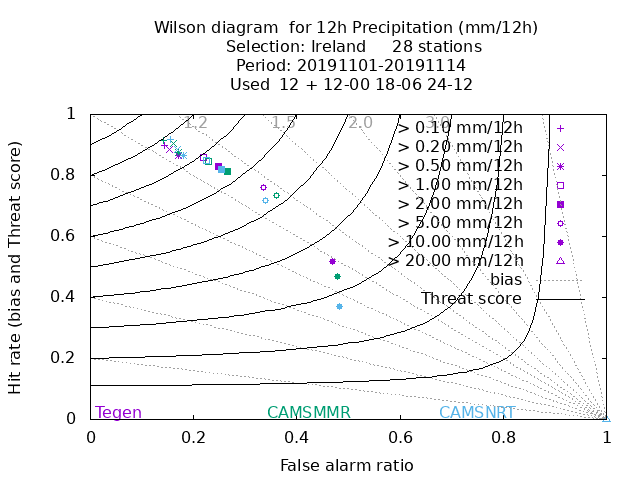 Wilson diagram  for 12h Precipitation (mm/12h)
Selection: Ireland     28 stations
Period: 20191101-20191114
Used  12 + 12-00 18-06 24-12
Hit rate (bias and Threat score)
1
0.8
0.6
0.4
0.2
0
1.2 1.5 2.0 3.0
> 0.10 mm/12h
> 0.20 mm/12h
> 0.50 mm/12h
> 1.00 mm/12h
> 2.00 mm/12h
> 5.00 mm/12h
> 10.00 mm/12h
> 20.00 mm/12h
bias
Threat score
Tegen CAMSMMR CAMSNRT
0 0.2 0.4 0.6 0.8 1
False alarm ratio